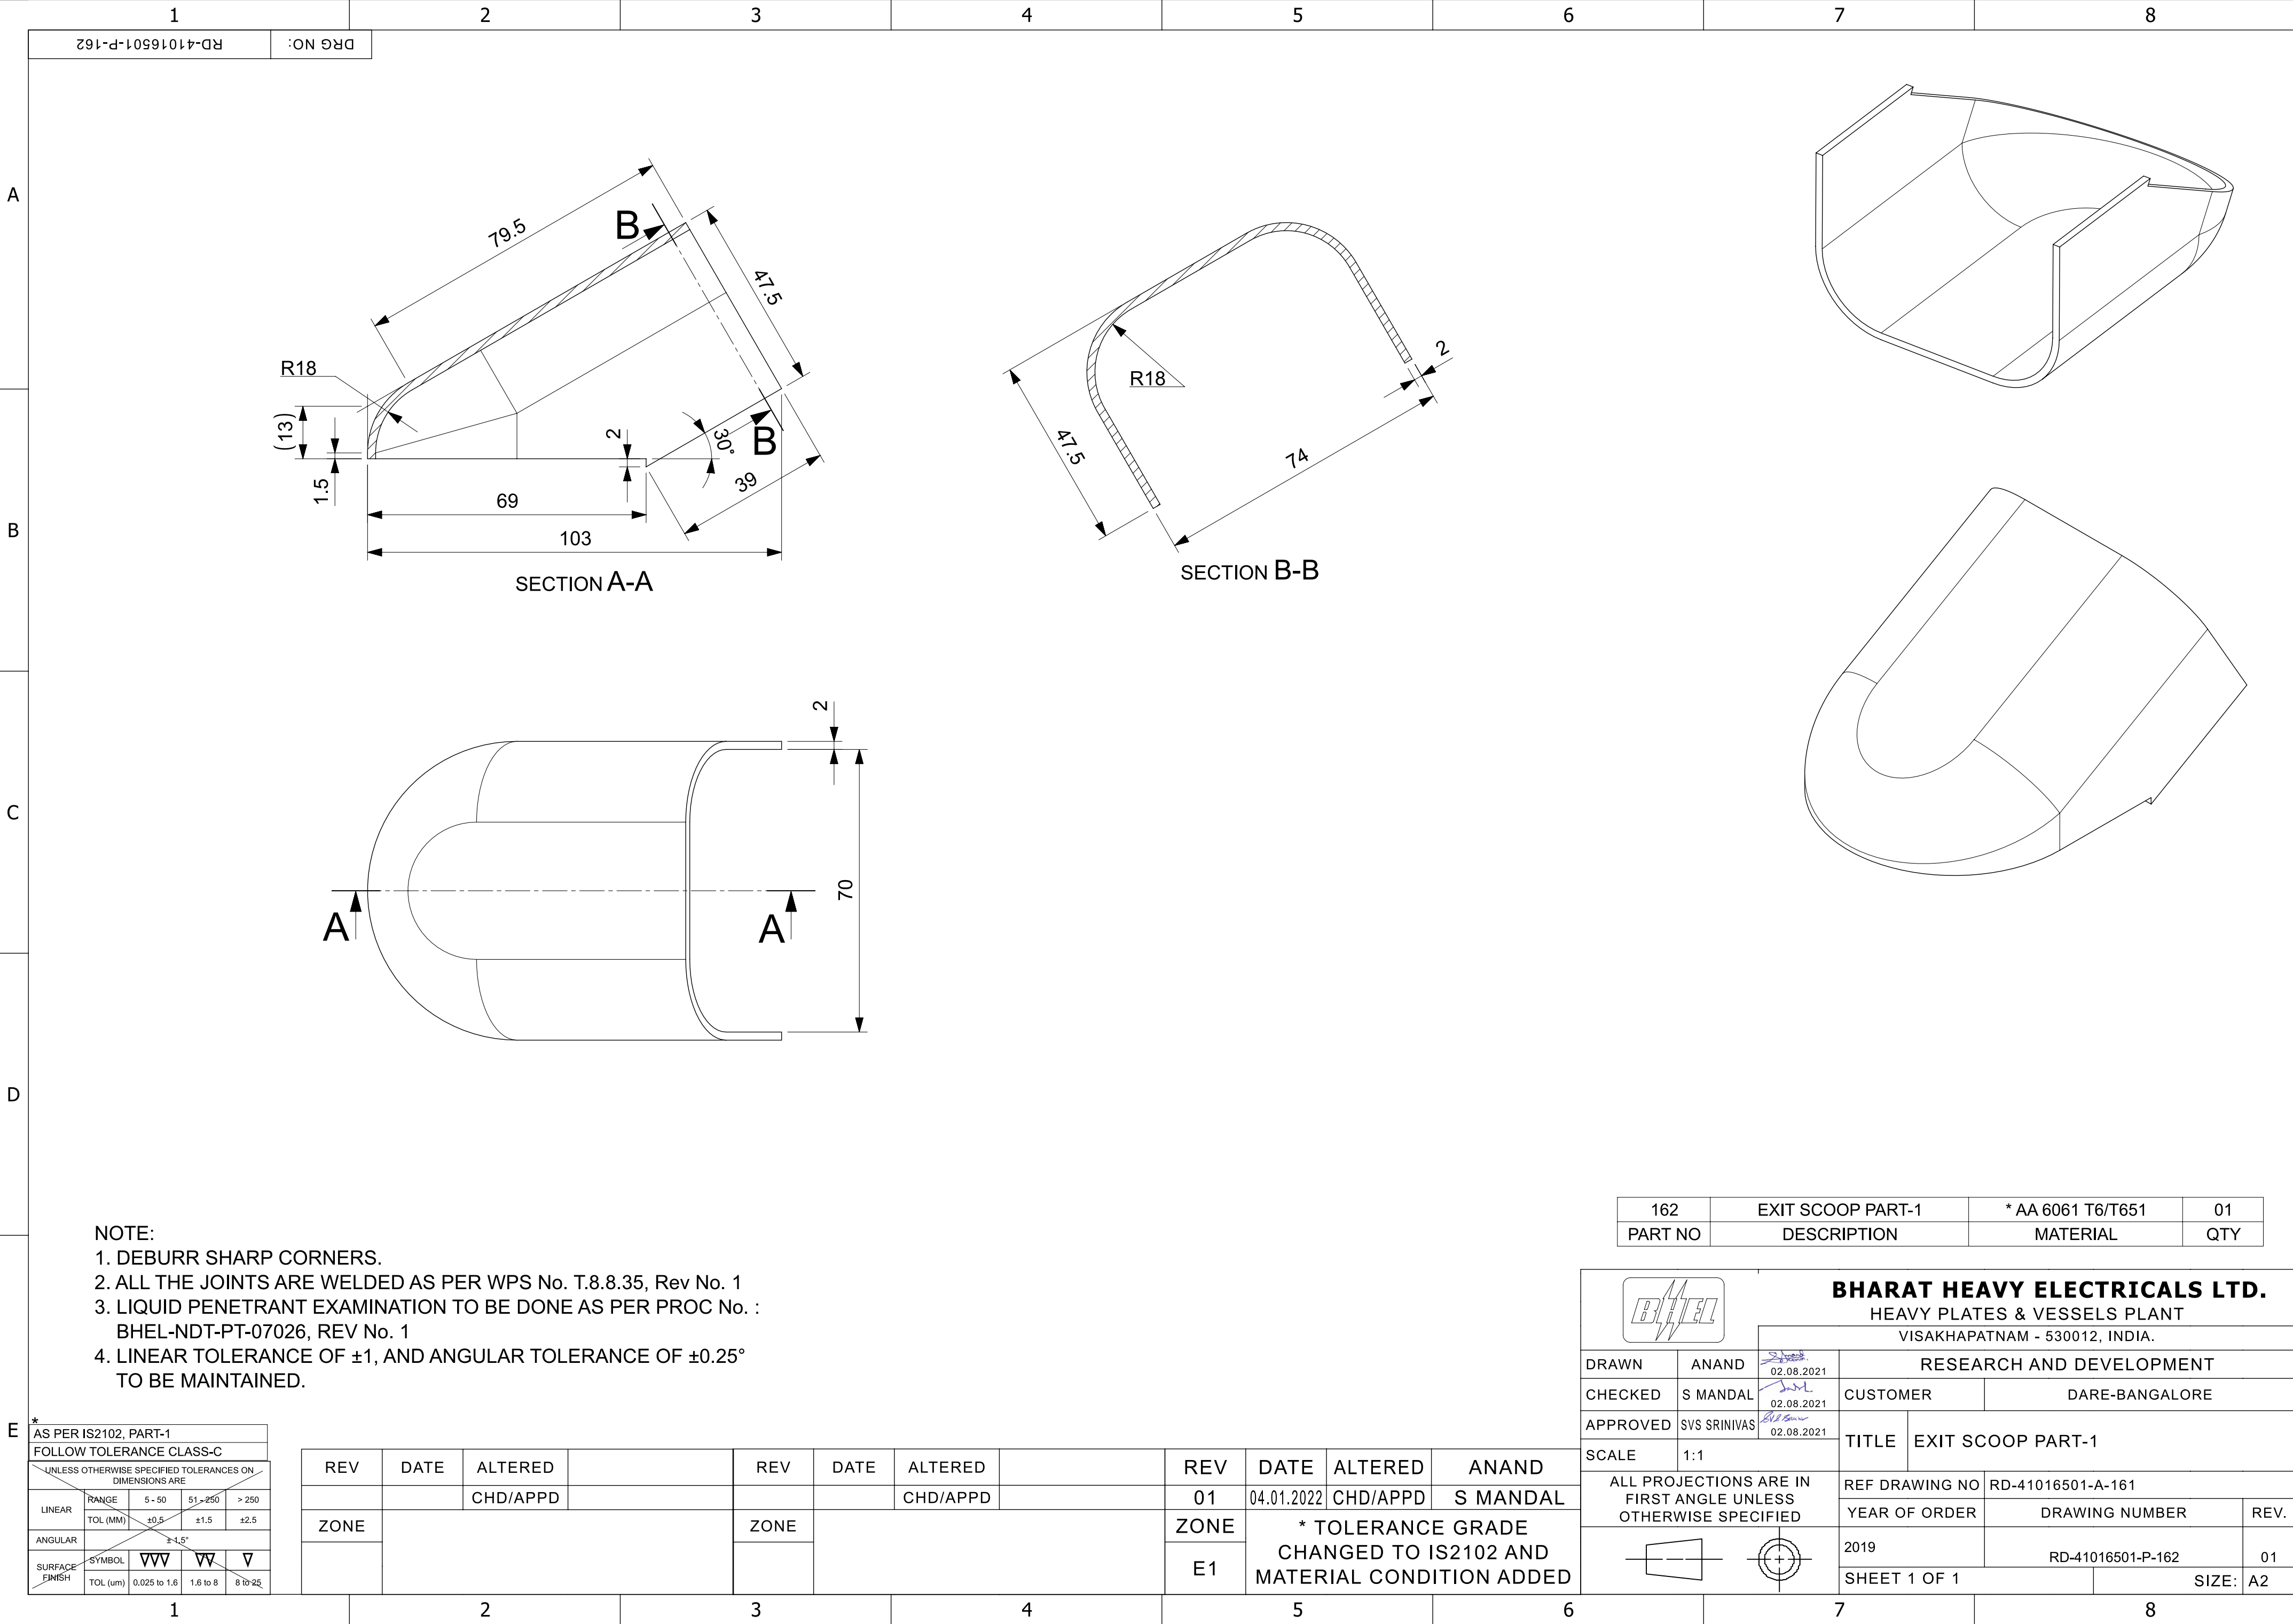 1 2 3 4 5 6 7 8
DRG NO: RD-41016501-P-162
A
B
C
D
E
79.5
B
47.5
R18
(13)
1.5
2
30°
B
39
69
103
SECTION A-A
R18
2
47.5
74
SECTION B-B
2
70
A A
NOTE:
1. DEBURR SHARP CORNERS.
2. ALL THE JOINTS ARE WELDED AS PER WPS No. T.8.8.35, Rev No. 1
3. LIQUID PENETRANT EXAMINATION TO BE DONE AS PER PROC No. :
BHEL-NDT-PT-07026, REV No. 1
4. LINEAR TOLERANCE OF ±1, AND ANGULAR TOLERANCE OF ±0.25°
TO BE MAINTAINED.
*
AS PER IS2102, PART-1
FOLLOW TOLERANCE CLASS-C
UNLESS OTHERWISE SPECIFIED TOLERANCES ON
DIMENSIONS ARE
LINEAR RANGE 5 - 50 51 - 250 > 250
TOL (MM) ±0.5 ±1.5 ±2.5
ANGULAR ± 1.5°
SURFACE FINISH SYMBOL
TOL (um) 0.025 to 1.6 1.6 to 8 8 to 25
REV DATE ALTERED
CHD/APPD
ZONE
REV DATE ALTERED
CHD/APPD
ZONE
REV DATE ALTERED ANAND
01 04.01.2022 CHD/APPD S MANDAL
ZONE
E1
* TOLERANCE GRADE
CHANGED TO IS2102 AND
MATERIAL CONDITION ADDED
162 EXIT SCOOP PART-1 * AA 6061 T6/T651 01
PART NO DESCRIPTION MATERIAL QTY
BHEL
BHARAT HEAVY ELECTRICALS LTD.
HEAVY PLATES & VESSELS PLANT
VISAKHAPATNAM - 530012, INDIA.
DRAWN ANAND 02.08.2021
RESEARCH AND DEVELOPMENT
CHECKED S MANDAL 02.08.2021
CUSTOMER DARE-BANGALORE
APPROVED SVS SRINIVAS 02.08.2021
TITLE EXIT SCOOP PART-1
SCALE 1:1
ALL PROJECTIONS ARE IN
FIRST ANGLE UNLESS
OTHERWISE SPECIFIED
REF DRAWING NO RD-41016501-A-161
YEAR OF ORDER DRAWING NUMBER REV.
2019 RD-41016501-P-162 01
SHEET 1 OF 1 SIZE: A2
1 2 3 4 5 6 7 8